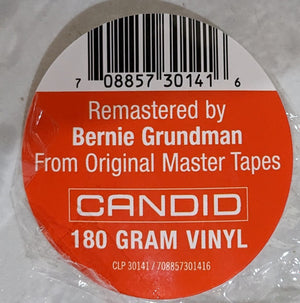 7 08857 30141 6
Remastered by
Bernie Grundman
From Original Master Tapes
CANDID
180 GRAM VINYL
CLP 30141 / 708857301416